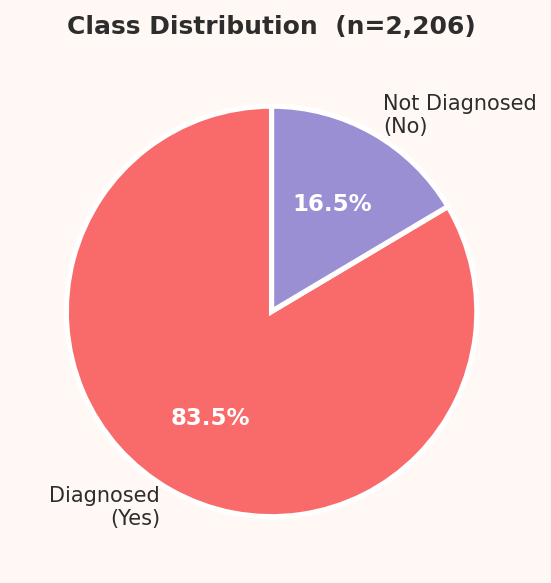 Class Distribution  (n=2,206)
Not Diagnosed
(No)
16.5%
83.5%
Diagnosed
(Yes)